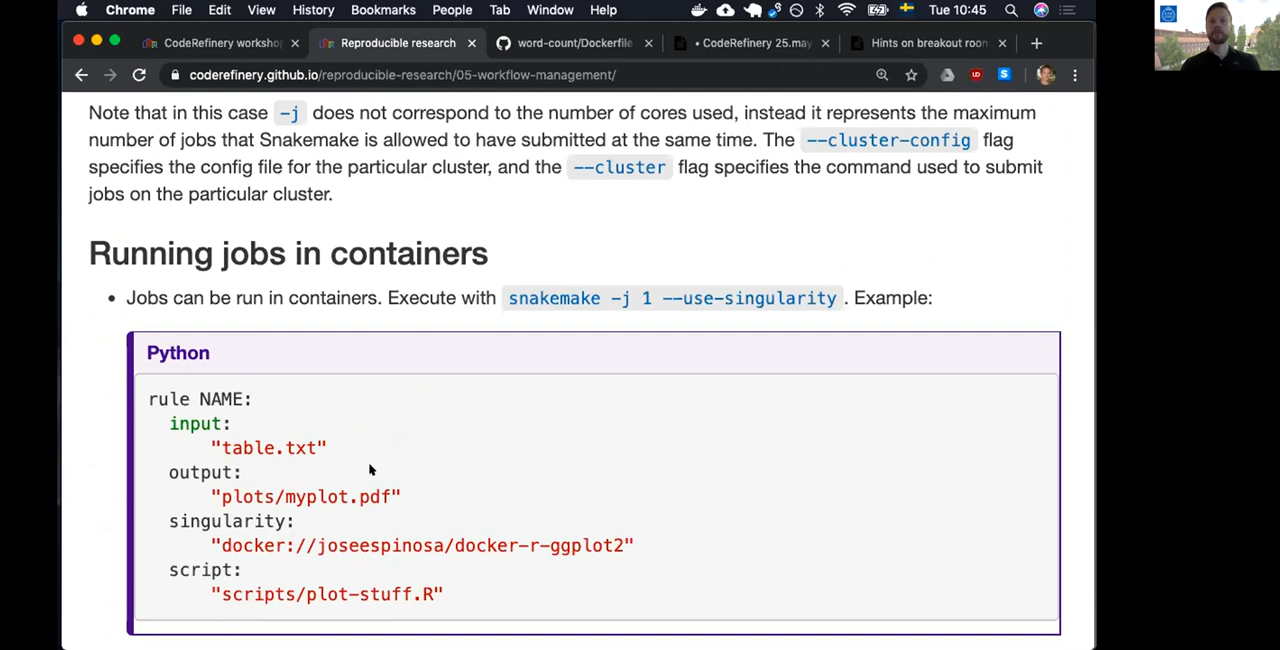 Chrome File Edit View History Bookmarks People Tab Window Help Tue 10:45
CodeRefinery workshop Reproducible research word-count/Dockerfile • CodeRefinery 25.may Hints on breakout room
coderefinery.github.io/reproducible-research/05-workflow-management/
Note that in this case -j does not correspond to the number of cores used, instead it represents the maximum
number of jobs that Snakemake is allowed to have submitted at the same time. The --cluster-config flag
specifies the config file for the particular cluster, and the --cluster flag specifies the command used to submit
jobs on the particular cluster.
Running jobs in containers
• Jobs can be run in containers. Execute with snakemake -j 1 --use-singularity. Example:
Python
rule NAME:
input:
"table.txt"
output:
"plots/myplot.pdf"
singularity:
"docker://joseespinosa/docker-r-ggplot2"
script:
"scripts/plot-stuff.R"